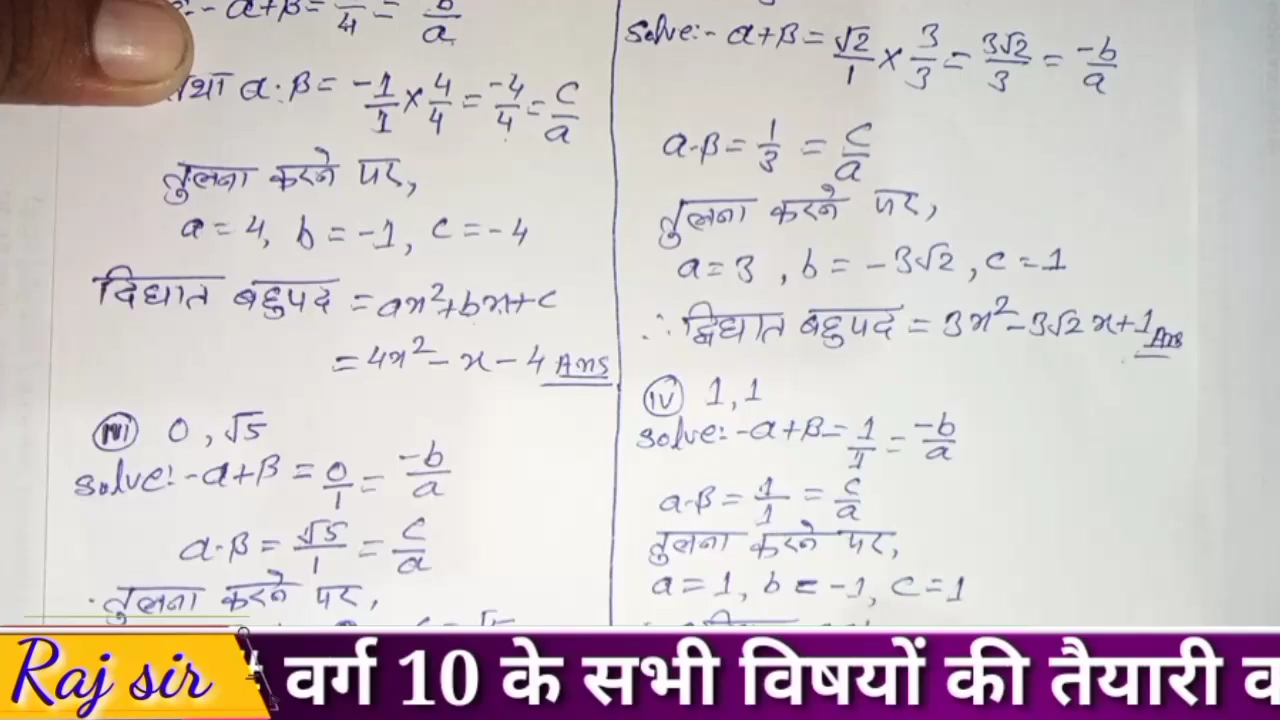 α+β = 1/4 = -b/a
तथा α·β = -1/1 × 4/4 = -4/4 = c/a
तुलना करने पर,
a = 4, b = -1, c = -4
द्विघात बहुपद = ax²+bx+c
= 4x² - x - 4 Ans
(iii) 0, √5
Solve:- α+β = 0/1 = -b/a
α·β = √5/1 = c/a
तुलना करने पर,
Solve:- α+β = √2/1 × 3/3 = 3√2/3 = -b/a
α·β = 1/3 = c/a
तुलना करने पर,
a = 3, b = -3√2, c = 1
∴ द्विघात बहुपद = 3x² - 3√2x + 1 Ans
(iv) 1, 1
Solve:- α+β = 1/1 = -b/a
α·β = 1/1 = c/a
तुलना करने पर,
a = 1, b = -1, c = 1
Raj sir
वर्ग 10 के सभी विषयों की तैयारी